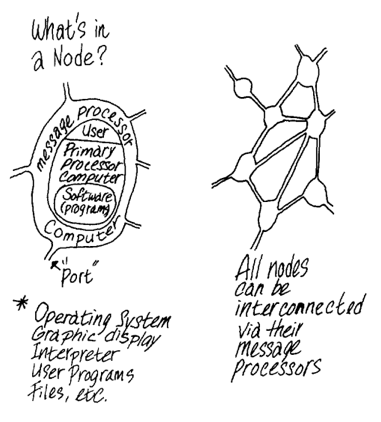 What's in
a Node?
message processor
User
Primary
Processor
Computer
Software
(programs)
Computer
"Port"
* Operating System
Graphic display
Interpreter
User Programs
Files, etc.
All nodes
can be
interconnected
via their
message
processors